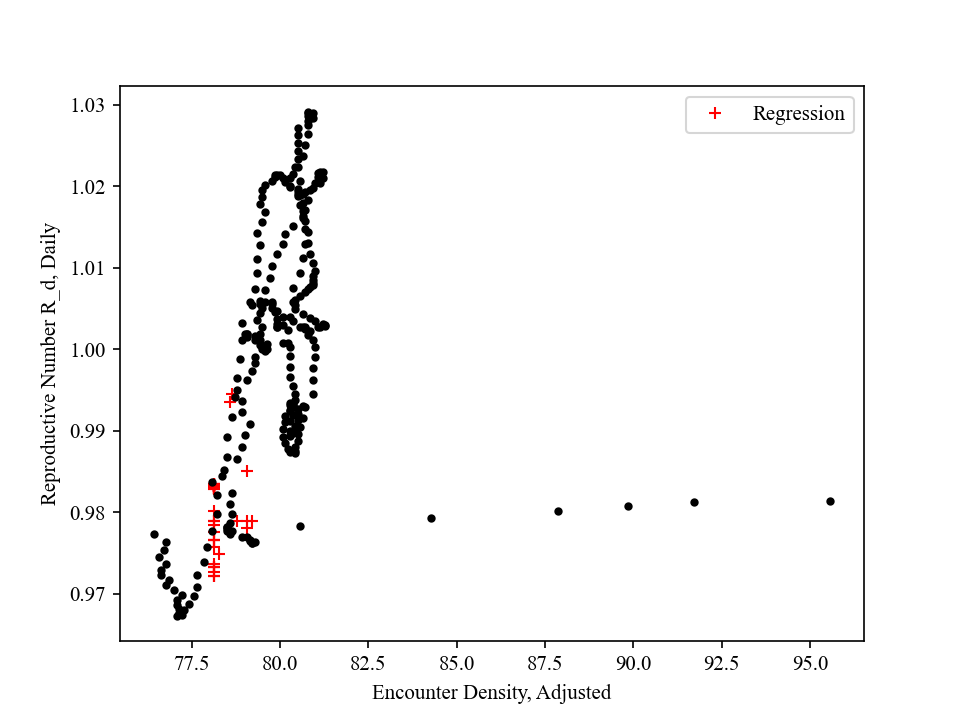 Regression
1.03
1.02
1.01
1.00
0.99
0.98
0.97
Reproductive Number R_d, Daily
77.5 80.0 82.5 85.0 87.5 90.0 92.5 95.0
Encounter Density, Adjusted